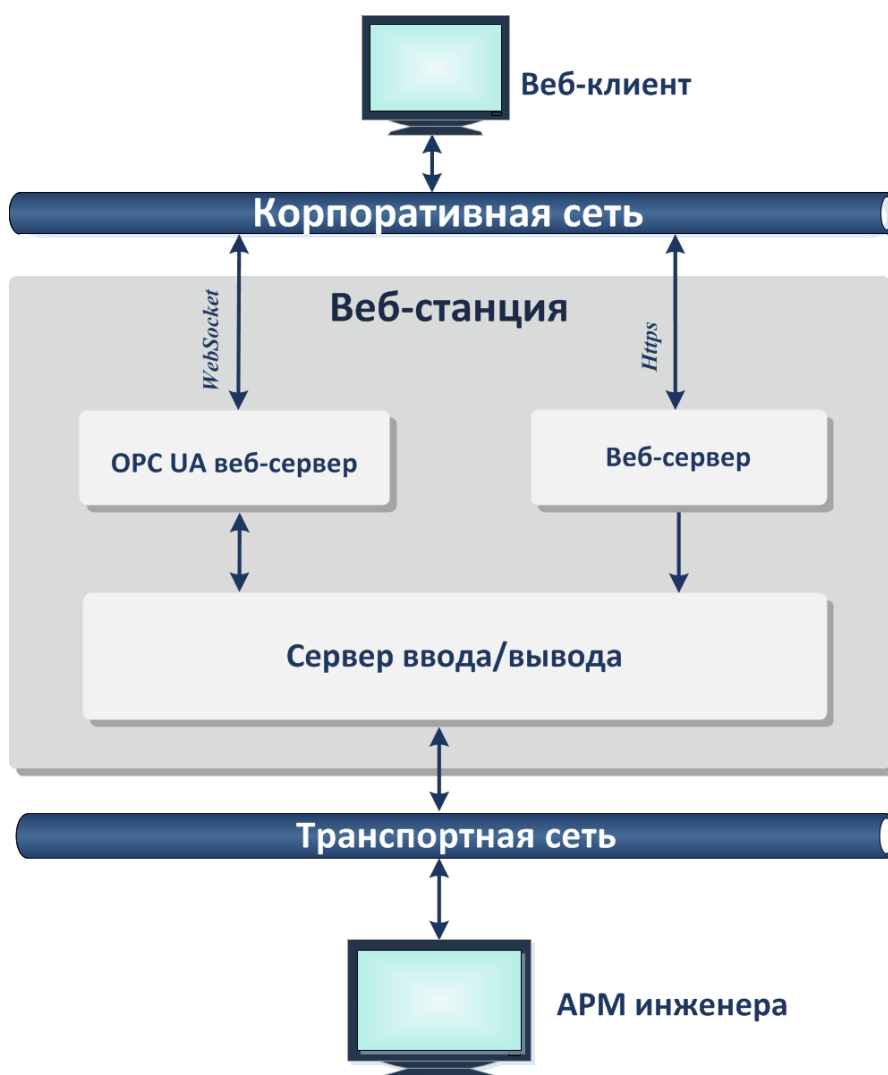 Веб-клиент
Корпоративная сеть
Веб-станция
WebSocket
Https
OPC UA веб-сервер
Веб-сервер
Сервер ввода/вывода
Транспортная сеть
АРМ инженера